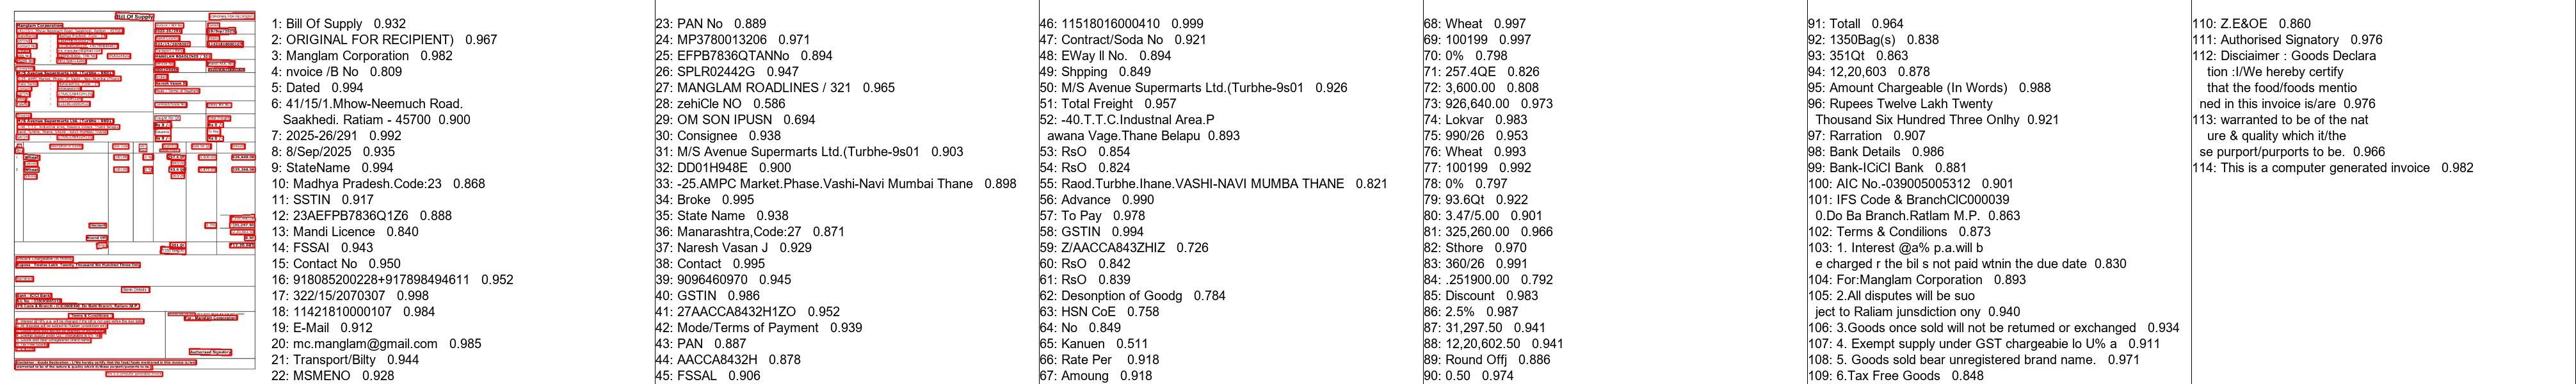 1: Bill Of Supply 0.932
2: ORIGINAL FOR RECIPIENT) 0.967
3: Manglam Corporation 0.982
4: nvoice /B No 0.809
5: Dated 0.994
6: 41/15/1.Mhow-Neemuch Road.
Saakhedi. Ratiam - 45700 0.900
7: 2025-26/291 0.992
8: 8/Sep/2025 0.935
9: StateName 0.994
10: Madhya Pradesh.Code:23 0.868
11: SSTIN 0.917
12: 23AEFPB7836Q1Z6 0.888
13: Mandi Licence 0.840
14: FSSAI 0.943
15: Contact No 0.950
16: 918085200228+917898494611 0.952
17: 322/15/2070307 0.998
18: 11421810000107 0.984
19: E-Mail 0.912
20: mc.manglam@gmail.com 0.985
21: Transport/Bilty 0.944
22: MSMENO 0.928
23: PAN No 0.889
24: MP3780013206 0.971
25: EFPB7836QTANNo 0.894
26: SPLR02442G 0.947
27: MANGLAM ROADLINES / 321 0.965
28: zehiCle NO 0.586
29: OM SON IPUSN 0.694
30: Consignee 0.938
31: M/S Avenue Supermarts Ltd.(Turbhe-9s01 0.903
32: DD01H948E 0.900
33: -25.AMPC Market.Phase.Vashi-Navi Mumbai Thane 0.898
34: Broke 0.995
35: State Name 0.938
36: Manarashtra,Code:27 0.871
37: Naresh Vasan J 0.929
38: Contact 0.995
39: 9096460970 0.945
40: GSTIN 0.986
41: 27AACCA8432H1ZO 0.952
42: Mode/Terms of Payment 0.939
43: PAN 0.887
44: AACCA8432H 0.878
45: FSSAL 0.906
46: 11518016000410 0.999
47: Contract/Soda No 0.921
48: EWay ll No. 0.894
49: Shpping 0.849
50: M/S Avenue Supermarts Ltd.(Turbhe-9s01 0.926
51: Total Freight 0.957
52: -40.T.T.C.Industnal Area.P
awana Vage.Thane Belapu 0.893
53: RsO 0.854
54: RsO 0.824
55: Raod.Turbhe.Ihane.VASHI-NAVI MUMBA THANE 0.821
56: Advance 0.990
57: To Pay 0.978
58: GSTIN 0.994
59: Z/AACCA843ZHIZ 0.726
60: RsO 0.842
61: RsO 0.839
62: Desonption of Goodg 0.784
63: HSN CoE 0.758
64: No 0.849
65: Kanuen 0.511
66: Rate Per 0.918
67: Amoung 0.918
68: Wheat 0.997
69: 100199 0.997
70: 0% 0.798
71: 257.4QE 0.826
72: 3,600.00 0.808
73: 926,640.00 0.973
74: Lokvar 0.983
75: 990/26 0.953
76: Wheat 0.993
77: 100199 0.992
78: 0% 0.797
79: 93.6Qt 0.922
80: 3.47/5.00 0.901
81: 325,260.00 0.966
82: Sthore 0.970
83: 360/26 0.991
84: .251900.00 0.792
85: Discount 0.983
86: 2.5% 0.987
87: 31,297.50 0.941
88: 12,20,602.50 0.941
89: Round Offj 0.886
90: 0.50 0.974
91: Totall 0.964
92: 1350Bag(s) 0.838
93: 351Qt 0.863
94: 12,20,603 0.878
95: Amount Chargeable (In Words) 0.988
96: Rupees Twelve Lakh Twenty
Thousand Six Hundred Three Onlhy 0.921
97: Rarration 0.907
98: Bank Details 0.986
99: Bank-ICiCI Bank 0.881
100: AIC No.-039005005312 0.901
101: IFS Code & BranchClC000039
0.Do Ba Branch.Ratlam M.P. 0.863
102: Terms & Condilions 0.873
103: 1. Interest @a% p.a.will b
e charged r the bil s not paid wtnin the due date 0.830
104: For:Manglam Corporation 0.893
105: 2.All disputes will be suo
ject to Raliam junsdiction ony 0.940
106: 3.Goods once sold will not be retumed or exchanged 0.934
107: 4. Exempt supply under GST chargeabie lo U% a 0.911
108: 5. Goods sold bear unregistered brand name. 0.971
109: 6.Tax Free Goods 0.848
110: Z.E&OE 0.860
111: Authorised Signatory 0.976
112: Disciaimer : Goods Declara
tion :I/We hereby certify
that the food/foods mentio
ned in this invoice is/are 0.976
113: warranted to be of the nat
ure & quality which it/the
se purport/purports to be. 0.966
114: This is a computer generated invoice 0.982